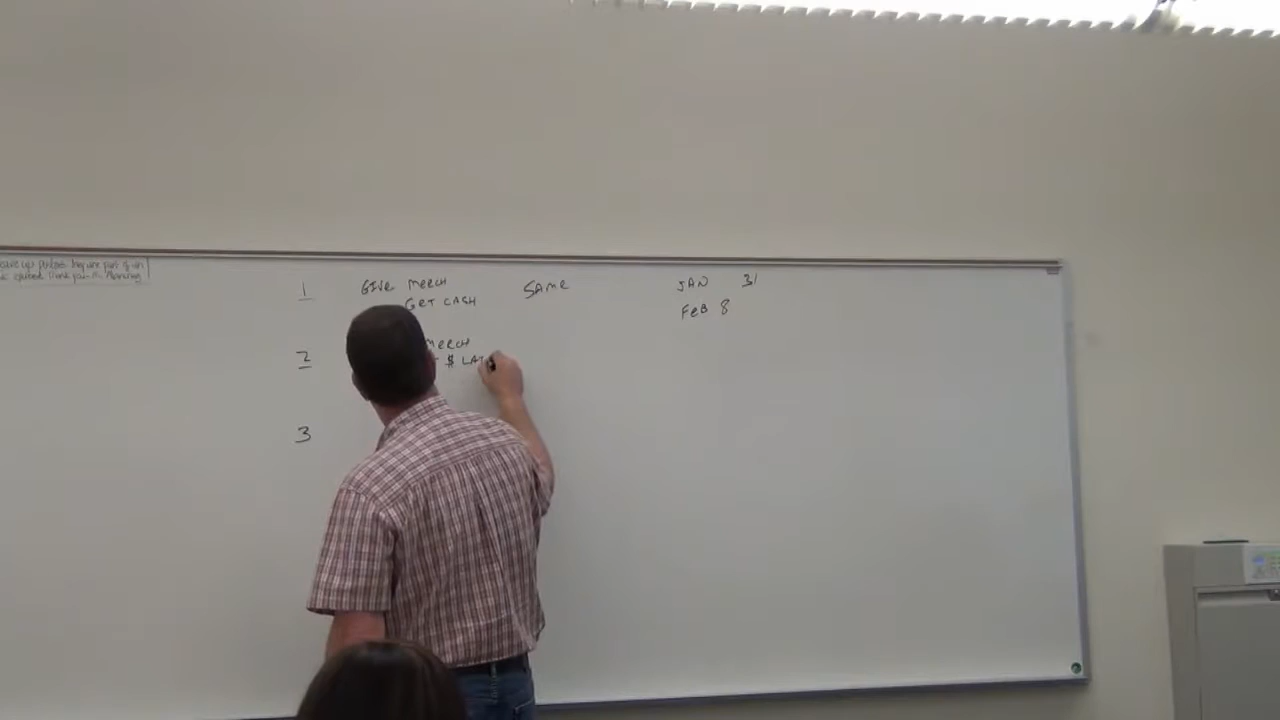 1 GIVE MERCH SAME JAN 31
GET CASH FEB 8
MERCH
2 $ LAT
3